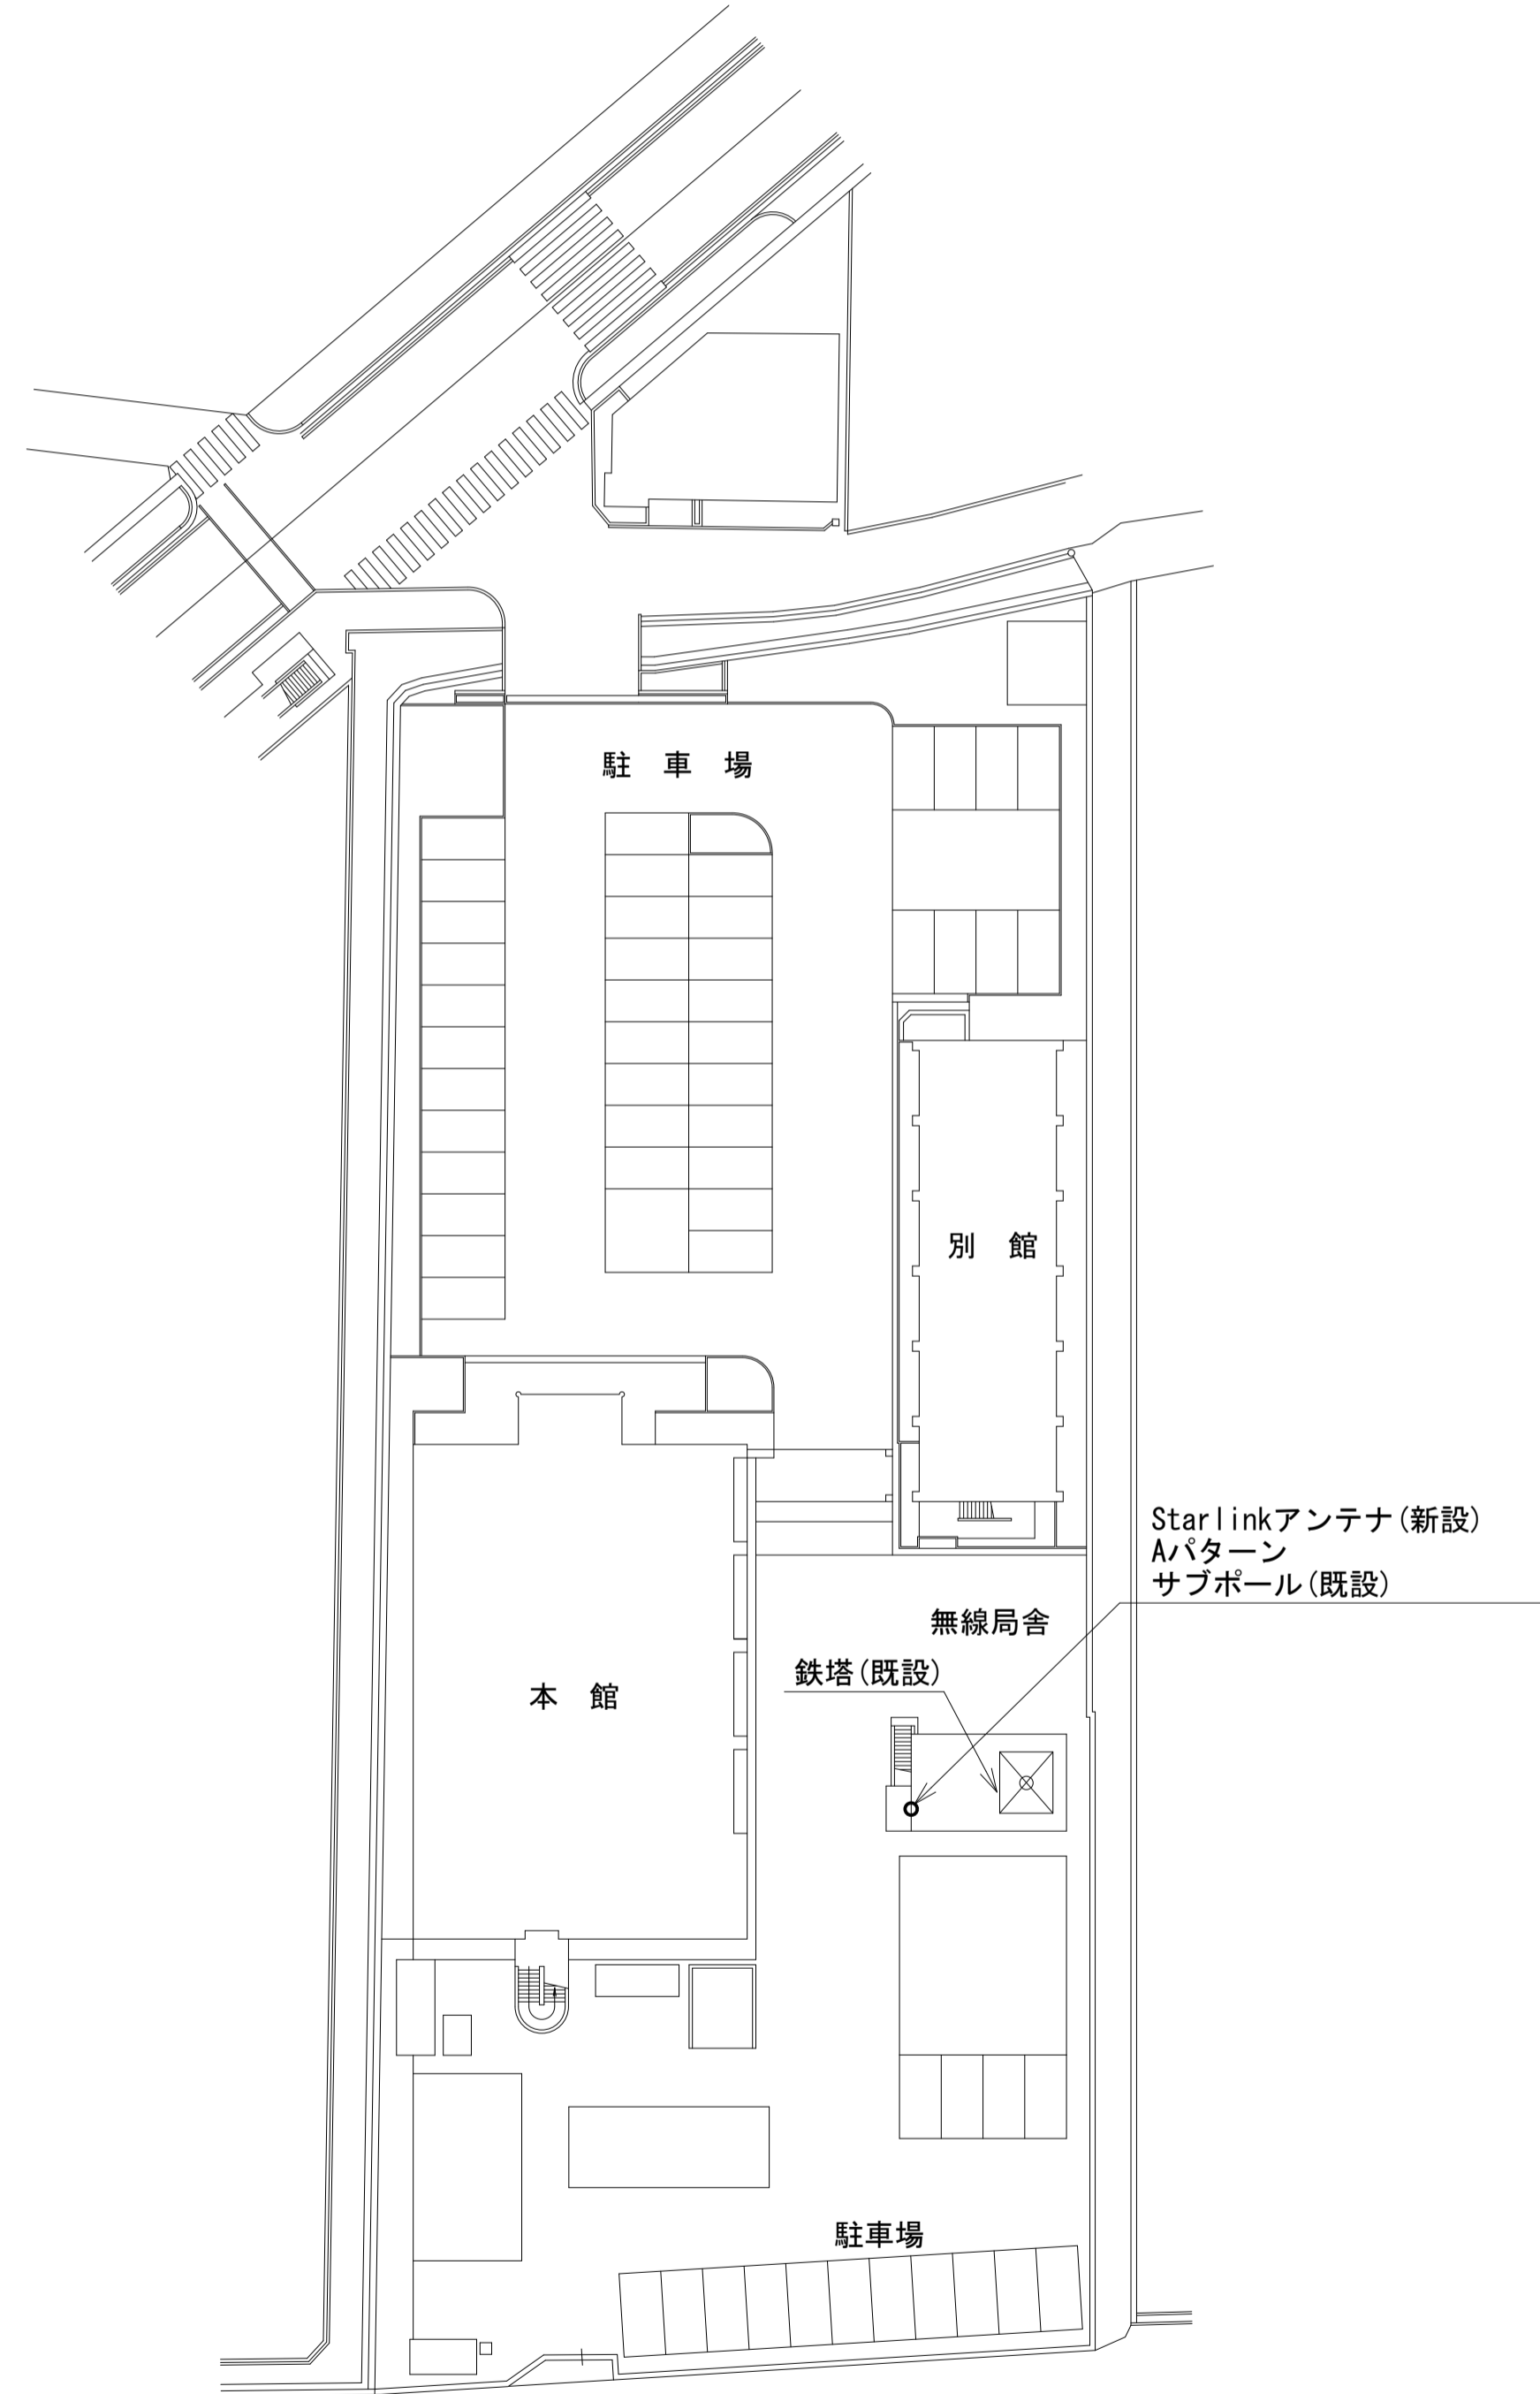 駐 車 場
別 館
Starlinkアンテナ(新設)
Aパターン
サブポール(既設)
無線局舎
鉄塔(既設)
本 館
駐車場